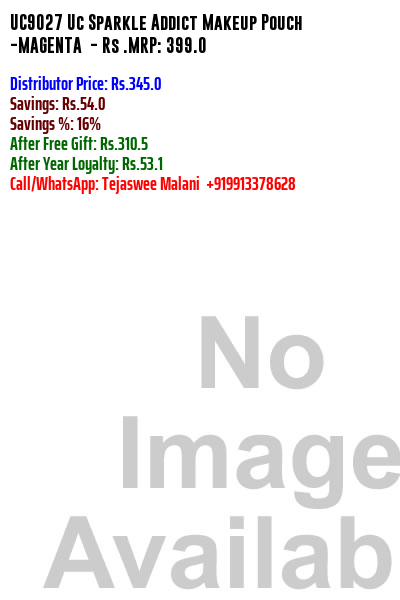 UC9027 Uc Sparkle Addict Makeup Pouch
-MAGENTA - Rs .MRP: 399.0
Distributor Price: Rs.345.0
Savings: Rs.54.0
Savings %: 16%
After Free Gift: Rs.310.5
After Year Loyalty: Rs.53.1
Call/WhatsApp: Tejaswee Malani +919913378628
No
Image
Availab